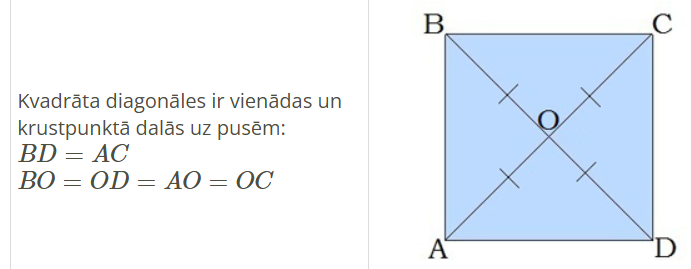 Kvadrāta diagonāles ir vienādas un
krustpunktā dalās uz pusēm:
BD = AC
BO = OD = AO = OC
B
C
O
A
D